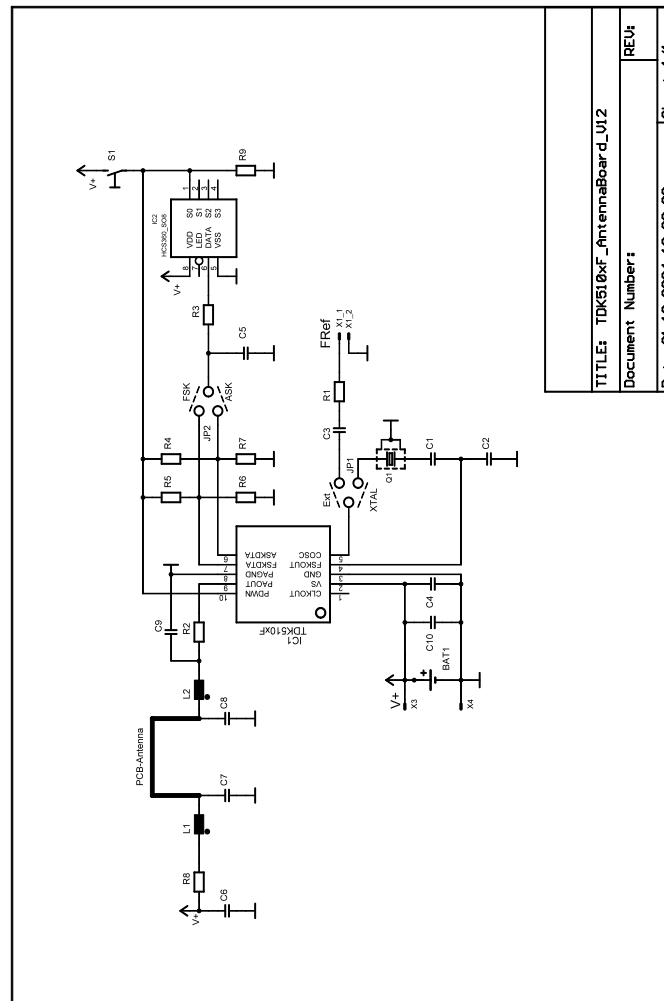 PCB-Antenna
V+
C6
R8
L1
C7
C8
L2
C9
R2
R5
R4
R6
R7
JP2
FSK
ASK
R3
C5
V+
IC2
HCS360_SO8
8
7
6
5
VDD
LED
DATA
VSS
S0
S1
S2
S3
1
2
3
4
V+
S1
R9
IC1
TDK510xF
10
9
8
7
6
PDWN
PAOUT
PAGND
FSKDTA
ASKDTA
CLKOUT
VS
GND
FSKOUT
COSC
1
2
3
4
5
Ext
XTAL
JP1
C3
R1
FRef
X1_1
X1_2
Q1
C1
C2
C4
C10
BAT1
+
V+
X3
X4
TITLE: TDK510xF_AntennaBoard_V12
Document Number:
REV: